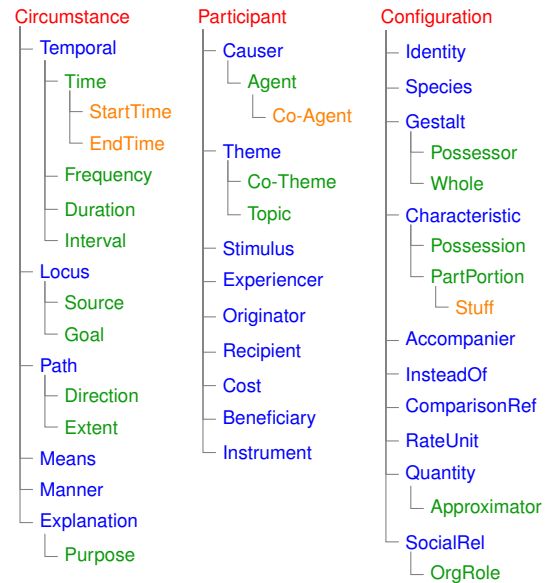 Circumstance
Temporal
Time
StartTime
EndTime
Frequency
Duration
Interval
Locus
Source
Goal
Path
Direction
Extent
Means
Manner
Explanation
Purpose
Participant
Causer
Agent
Co-Agent
Theme
Co-Theme
Topic
Stimulus
Experiencer
Originator
Recipient
Cost
Beneficiary
Instrument
Configuration
Identity
Species
Gestalt
Possessor
Whole
Characteristic
Possession
PartPortion
Stuff
Accompanier
InsteadOf
ComparisonRef
RateUnit
Quantity
Approximator
SocialRel
OrgRole